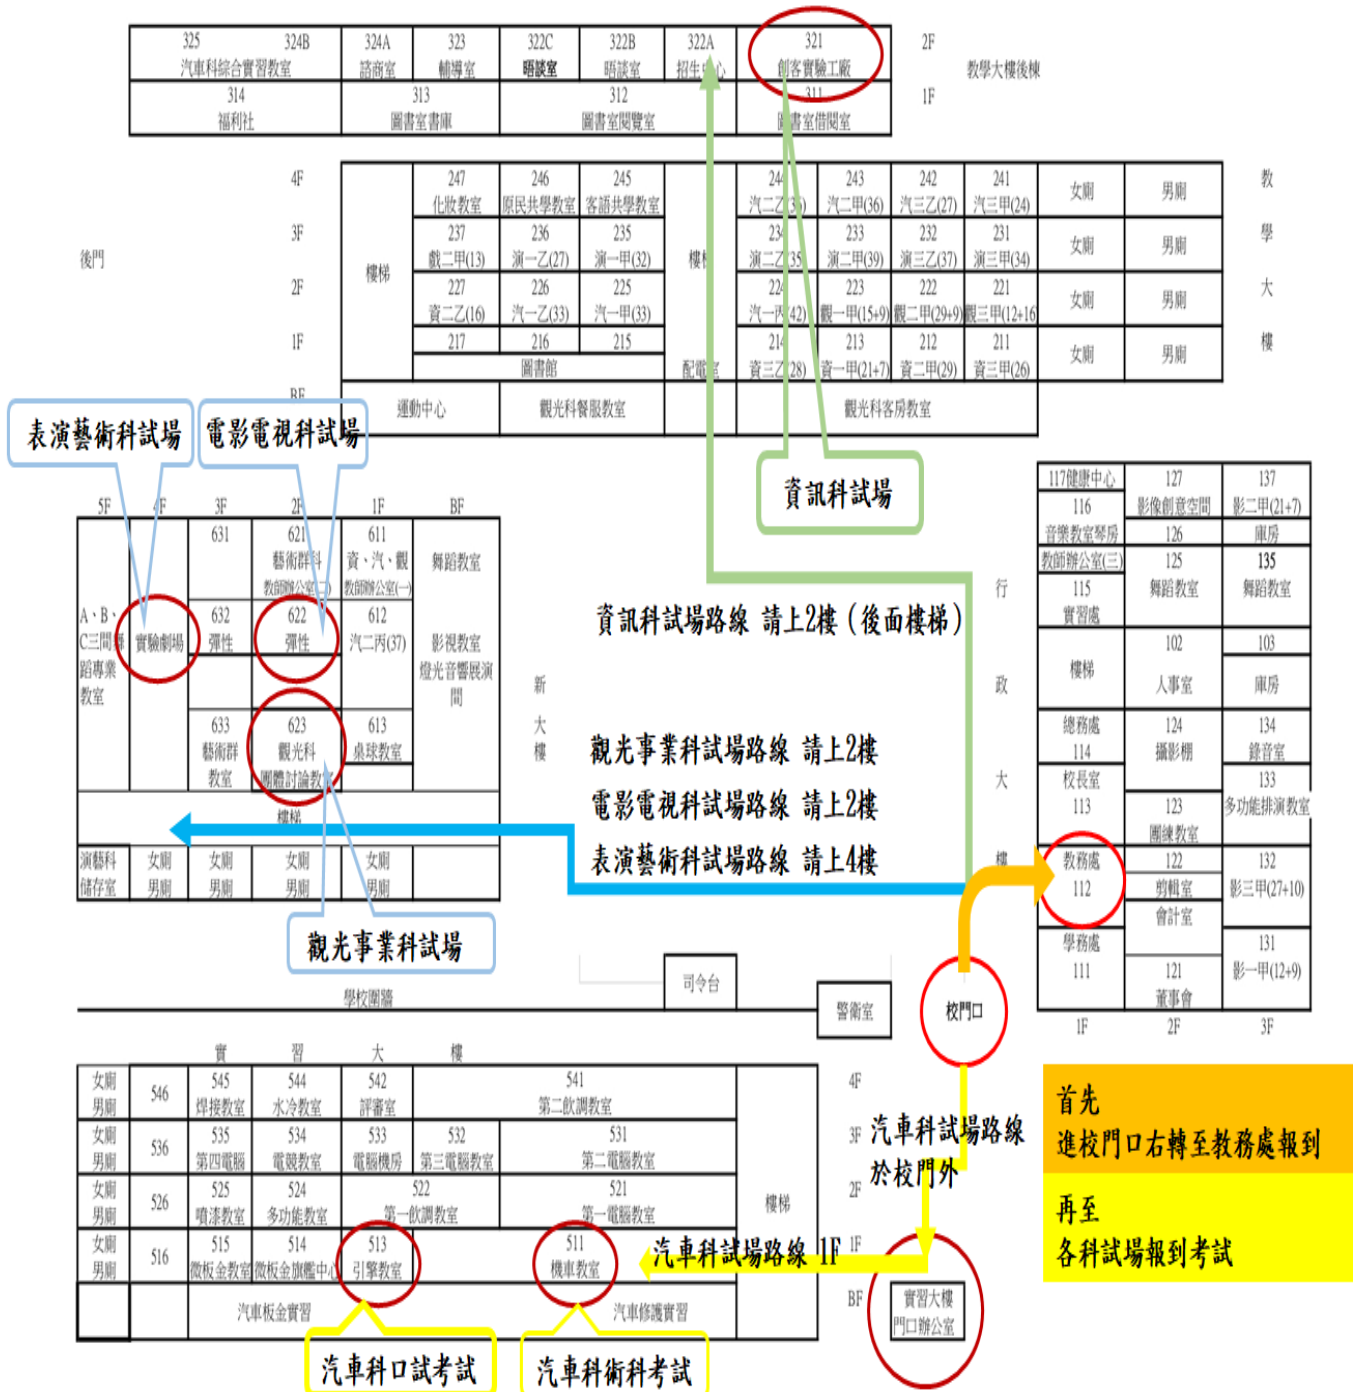 325 324B 324A 323 322C 322B 322A 321 2F
汽車科綜合實習教室 諮商室 輔導室 晤談室 晤談室 招生中心 創客實驗工廠 教學大樓後棟
314 313 312 311 1F
福利社 圖書室書庫 圖書室閱覽室 圖書室借閱室
4F 247 246 245 244 243 242 241 女廁 男廁 教
化妝教室 原民共學教室 客語共學教室 汽二乙(35) 汽二甲(36) 汽三乙(27) 汽三甲(24)
3F 237 236 235 234 233 232 231 女廁 男廁 學
後門 樓梯 戲二甲(13) 演一乙(27) 演一甲(32) 樓梯 演二乙(35) 演二甲(39) 演三乙(37) 演三甲(34)
2F 227 226 225 224 223 222 221 女廁 男廁 大
資二乙(16) 汽一乙(33) 汽一甲(33) 汽一丙(42) 觀一甲(15+9) 觀二甲(29+9) 觀三甲(12+16)
1F 217 216 215 214 213 212 211 女廁 男廁 樓
圖書館 配電室 資三乙(28) 資一甲(21+7) 資二甲(29) 資三甲(26)
BF 運動中心 觀光科餐服教室 觀光科客房教室
表演藝術科試場 電影電視科試場
資訊科試場
5F 4F 3F 2F 1F BF
631 621 611
藝術群科 資、汽、觀 舞蹈教室
教師辦公室(二) 教師辦公室(一)
632 622 612
A、B、 實驗劇場 彈性 彈性 汽二丙(37) 影視教室
C三間舞 燈光音響展演
蹈專業 間
教室
633 623 613
藝術群 觀光科 桌球教室
教室 團體討論教室
樓梯
演藝科 女廁 女廁 女廁 女廁
儲存室 男廁 男廁 男廁 男廁
新
大
樓
觀光事業科試場
資訊科試場路線 請上2樓（後面樓梯）
觀光事業科試場路線 請上2樓
電影電視科試場路線 請上2樓
表演藝術科試場路線 請上4樓
行
政
大
樓
117健康中心 127 137
116 影像創意空間 影二甲(21+7)
音樂教室琴房 126 庫房
教師辦公室(三) 125 135
115 舞蹈教室 舞蹈教室
實習處
樓梯 102 103
人事室 庫房
總務處 124 134
114 攝影棚 錄音室
校長室 133
113 123 多功能排演教室
團練教室
教務處 122 132
112 剪輯室 影三甲(27+10)
會計室
學務處 131
111 121 影一甲(12+9)
董事會
1F 2F 3F
司令台
學校圍牆
警衛室
校門口
實 習 大 樓
女廁 546 545 544 542 541 4F
男廁 焊接教室 水冷教室 評審室 第二飲調教室
女廁 536 535 534 533 532 531 3F
男廁 第四電腦 電競教室 電腦機房 第三電腦教室 第二電腦教室
女廁 526 525 524 522 521 樓梯 2F
男廁 噴漆教室 多功能教室 第一飲調教室 第一電腦教室
女廁 516 515 514 513 511 1F
男廁 微板金教室 微板金旗艦中心 引擎教室 機車教室
汽車板金實習 汽車修護實習 BF
汽車科試場路線
於校門外
汽車科試場路線 1F
實習大樓
門口辦公室
汽車科口試考試 汽車科術科考試
首先
進校門口右轉至教務處報到
再至
各科試場報到考試